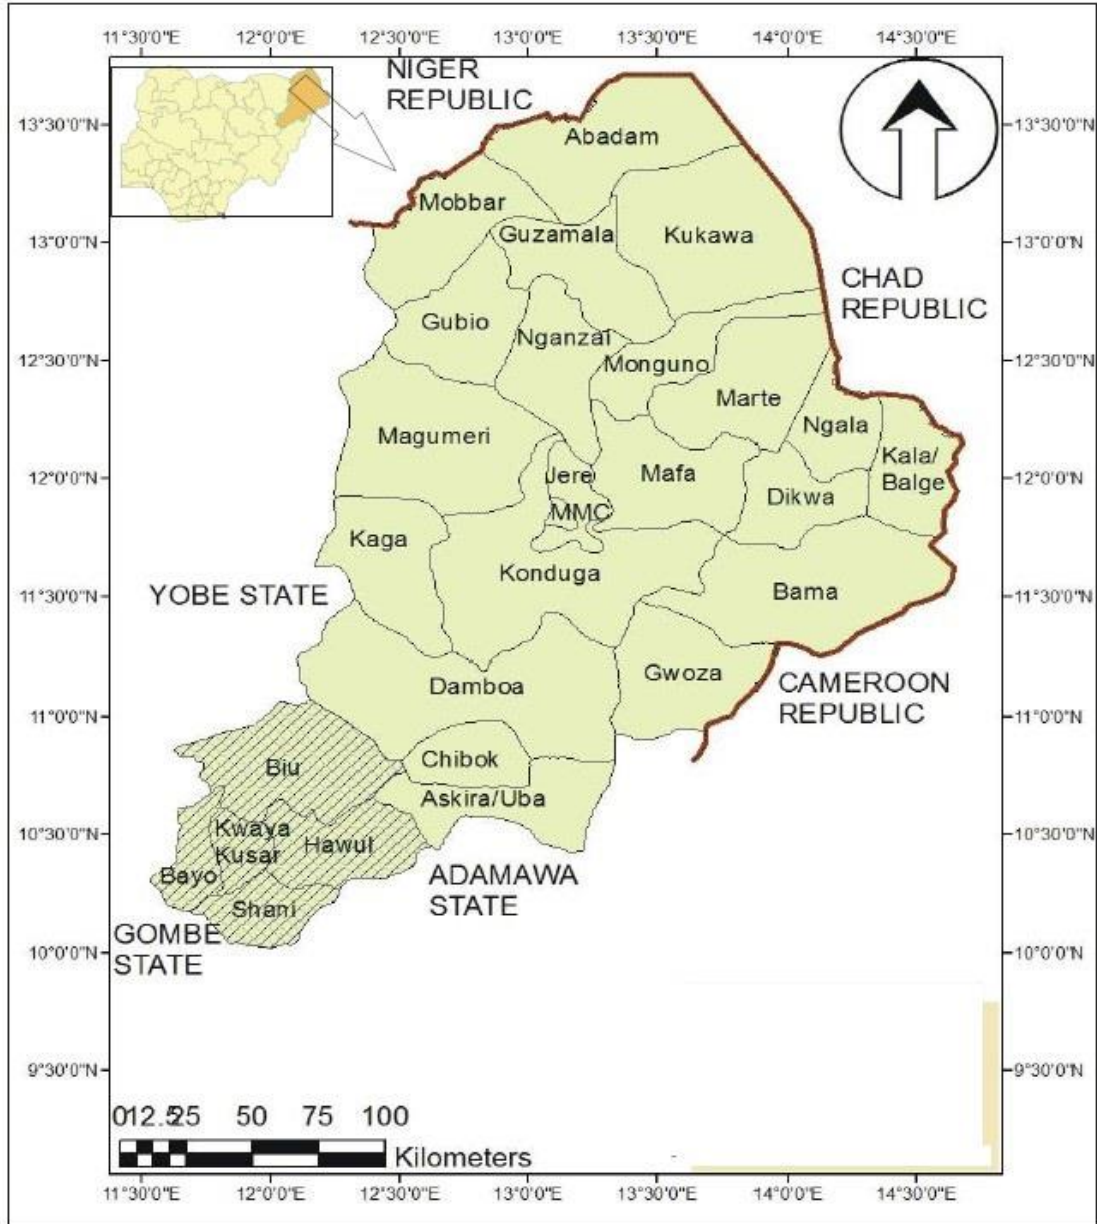 11°30'0"E 12°0'0"E 12°30'0"E 13°0'0"E 13°30'0"E 14°0'0"E 14°30'0"E
NIGER
REPUBLIC
13°30'0"N 13°30'0"N
Abadam
Mobbar
Guzamala
Kukawa
13°0'0"N 13°0'0"N
CHAD
REPUBLIC
Gubio
Nganzai
Monguno
12°30'0"N 12°30'0"N
Marte
Ngala
Magumeri
Kala/
Balge
Jere
Mafa
12°0'0"N 12°0'0"N
Dikwa
MMC
Kaga
Konduga
YOBE STATE
Bama
11°30'0"N 11°30'0"N
Gwoza
Damboa
CAMEROON
REPUBLIC
11°0'0"N 11°0'0"N
Chibok
Biu
Askira/Uba
Kwaya
Kusar
Hawul
10°30'0"N 10°30'0"N
Bayo
ADAMAWA
STATE
Shani
GOMBE
STATE
10°0'0"N 10°0'0"N
9°30'0"N 9°30'0"N
0 12.5 25 50 75 100
Kilometers
11°30'0"E 12°0'0"E 12°30'0"E 13°0'0"E 13°30'0"E 14°0'0"E 14°30'0"E